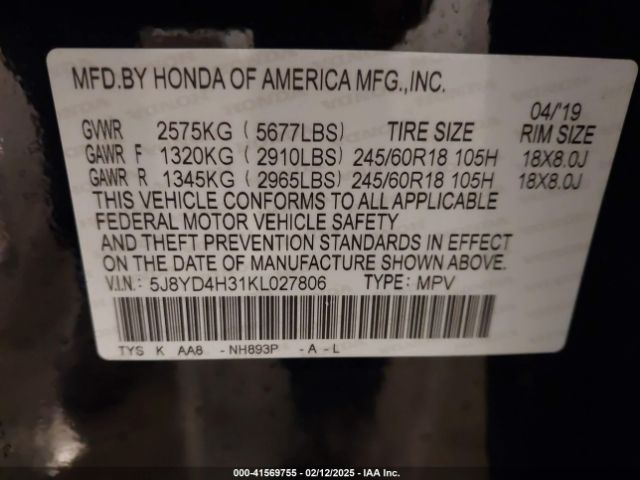 MFD.BY HONDA OF AMERICA MFG.,INC.
04/'19
GVWR 2575KG ( 5677LBS) TIRE SIZE RIM SIZE
GAWR F 1320KG ( 2910LBS) 245/60R18 105H 18X8.0J
GAWR R 1345KG ( 2965LBS) 245/60R18 105H 18X8.0J
THIS VEHICLE CONFORMS TO ALL APPLICABLE
FEDERAL MOTOR VEHICLE SAFETY
AND THEFT PREVENTION STANDARDS IN EFFECT
ON THE DATE OF MANUFACTURE SHOWN ABOVE.
V.I.N.: 5J8YD4H31KL027806 TYPE: MPV
TYS K AA8 -NH893P -A-L
0-41569755 - 02/12/2025 - IAA Inc.